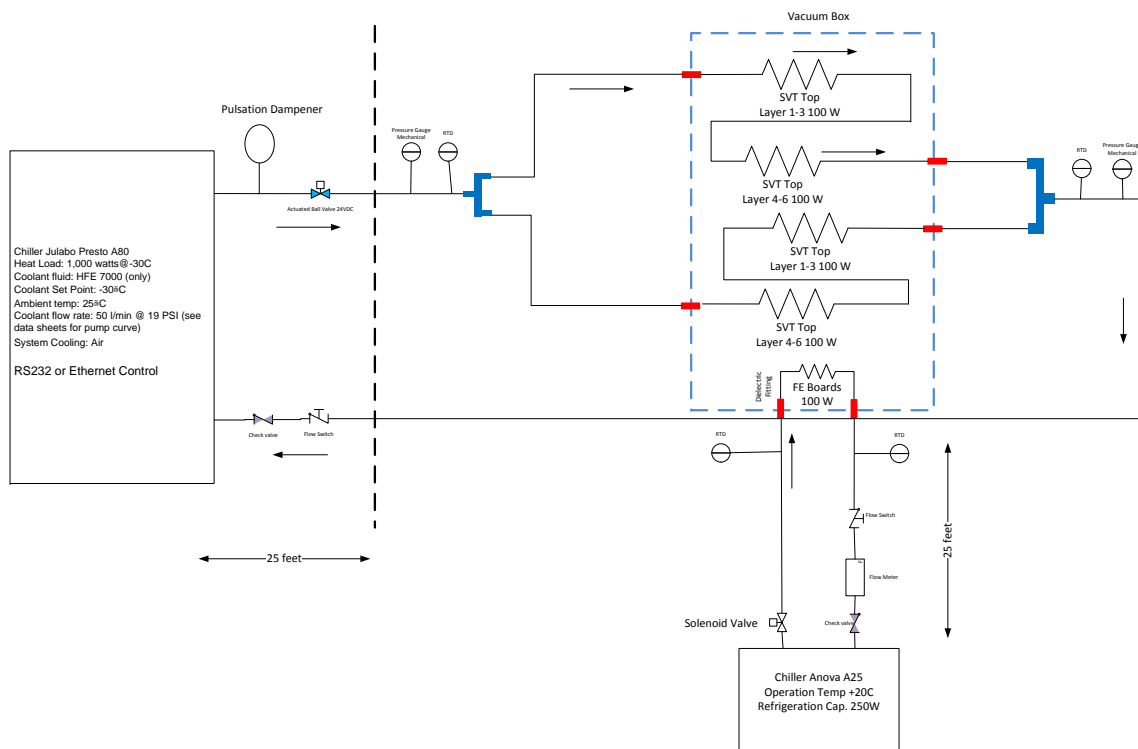 Vacuum Box
Pulsation Dampener
Pressure Gauge
Mechanical
RTD
SVT Top
Layer 1-3 100 W
RTD
Pressure Gauge
Mechanical
Actuated Ball Valve 24VDC
SVT Top
Layer 4-6 100 W
SVT Top
Layer 1-3 100 W
SVT Top
Layer 4-6 100 W
Chiller Julabo Presto A80
Heat Load: 1,000 watts@-30C
Coolant fluid: HFE 7000 (only)
Coolant Set Point: -30ºC
Ambient temp: 25ºC
Coolant flow rate: 50 l/min @ 19 PSI (see
data sheets for pump curve)
System Cooling: Air
RS232 or Ethernet Control
Dielectric
Fitting
FE Boards
100 W
Check valve
Flow Switch
RTD
RTD
Flow Switch
25 feet
25 feet
Flow Meter
Solenoid Valve
Check valve
Chiller Anova A25
Operation Temp +20C
Refrigeration Cap. 250W